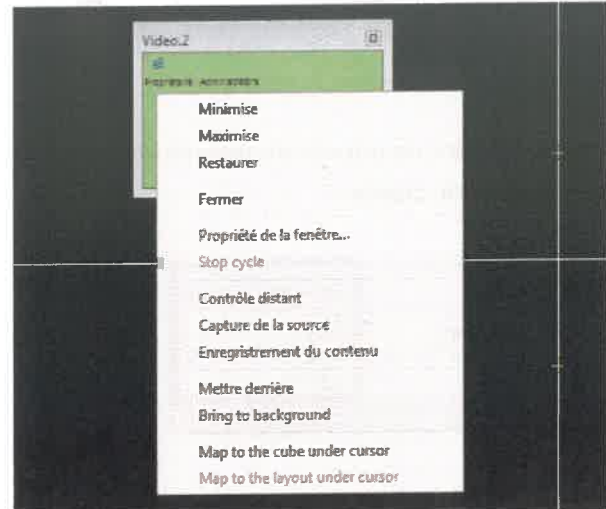 Video.2
Minimise
Maximise
Restaurer
Fermer
Propriété de la fenêtre...
Stop cycle
Contrôle distant
Capture de la source
Enregristrement du contenu
Mettre derrière
Bring to background
Map to the cube under cursor
Map to the layout under cursor